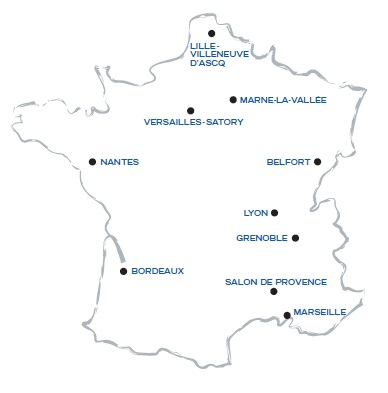 LILLE-
VILLENEUVE
D'ASCQ
MARNE-LA-VALLÉE
VERSAILLES-SATORY
NANTES
BELFORT
LYON
GRENOBLE
BORDEAUX
SALON DE PROVENCE
MARSEILLE